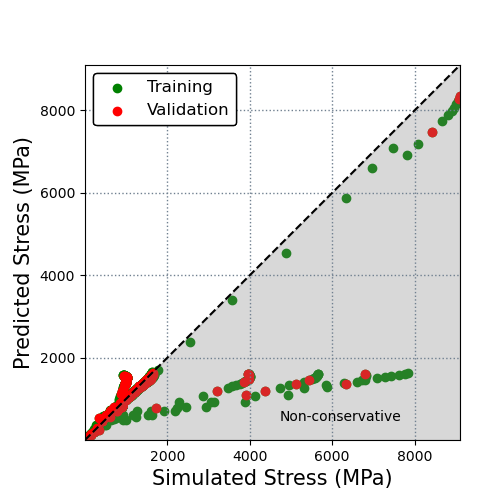 Training
Validation
8000
6000
4000
2000
Predicted Stress (MPa)
Non-conservative
2000 4000 6000 8000
Simulated Stress (MPa)